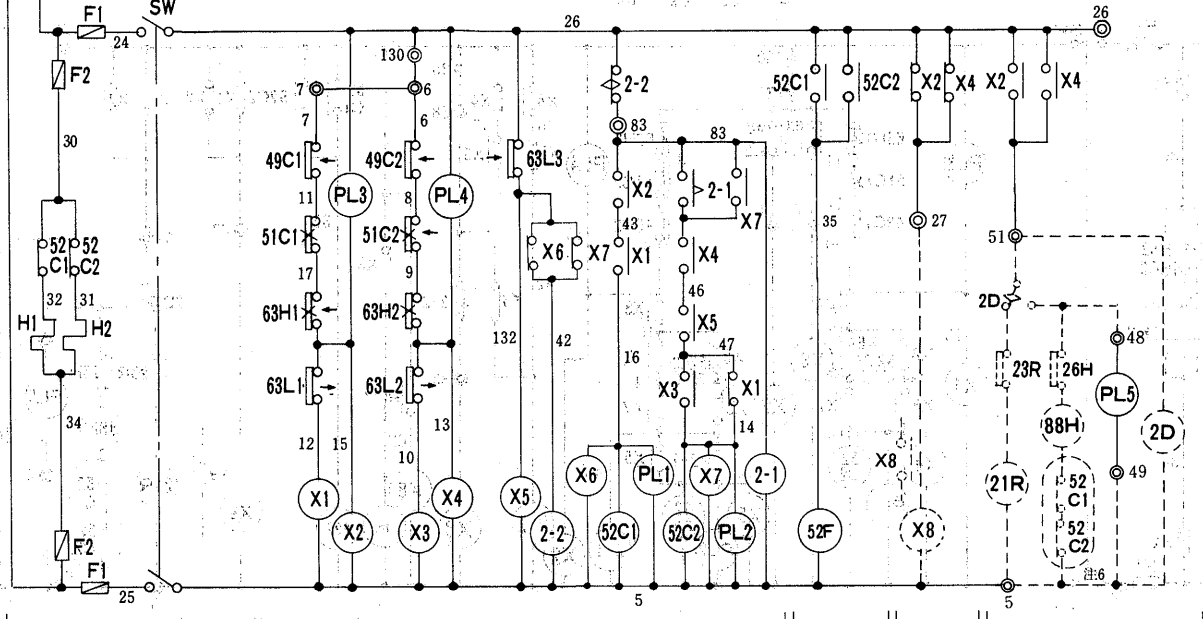 F1
SW
24
26
26
F2
130
2-2
52C1
52C2
X2
X4
X2
X4
7
6
83
83
30
7
6
49C1
49C2
63L3
11
PL3
8
PL4
X2
2-1
X7
52
C1
52
C2
51C1
51C2
X6
X7
43
X1
X4
35
27
51
17
9
46
32
31
63H1
63H2
X5
2D
H1
H2
132
42
16
47
48
63L1
63L2
X3
X1
23R
26H
PL5
34
12
15
10
13
14
88H
2D
X8
X6
PL1
X7
2-1
49
X1
X4
X5
21R
52
C1
52
C2
X2
X3
2-2
52C1
52C2
PL2
52F
X8
F2
F1
25
5
5
注6